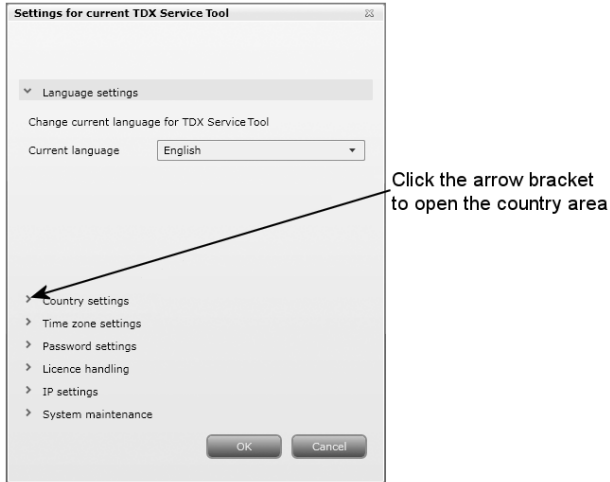 Settings for current TDX Service Tool
Language settings
Change current language for TDX Service Tool
Current language English
Click the arrow bracket
to open the country area
Country settings
Time zone settings
Password settings
Licence handling
IP settings
System maintenance
OK Cancel